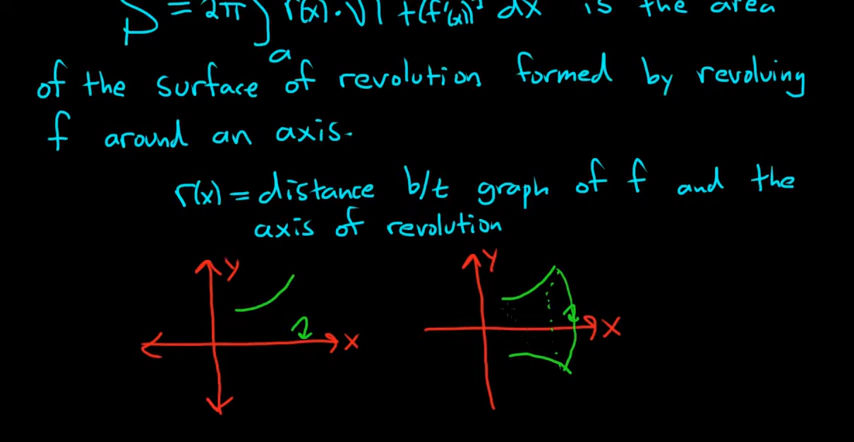 S = 2π ∫a r(x)·√1+(f'(x))² dx is the area
of the surface of revolution formed by revolving
f around an axis.
r(x) = distance b/t graph of f and the
axis of revolution
y
x
y
x